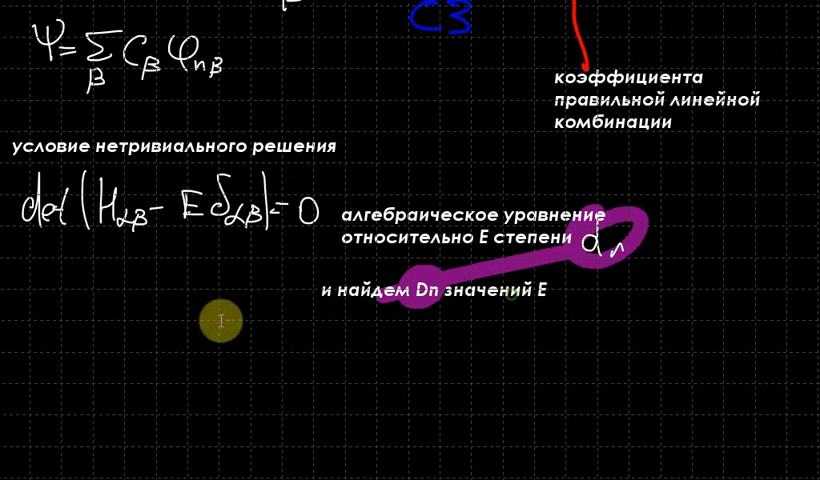 C3
Ψ = Σ_β C_β φ_nβ
коэффициента
правильной линейной
комбинации
условие нетривиального решения
det(H_αβ - E δ_αβ) = 0
алгебраическое уравнение
относительно E степени d_n
и найдем Dn значений E